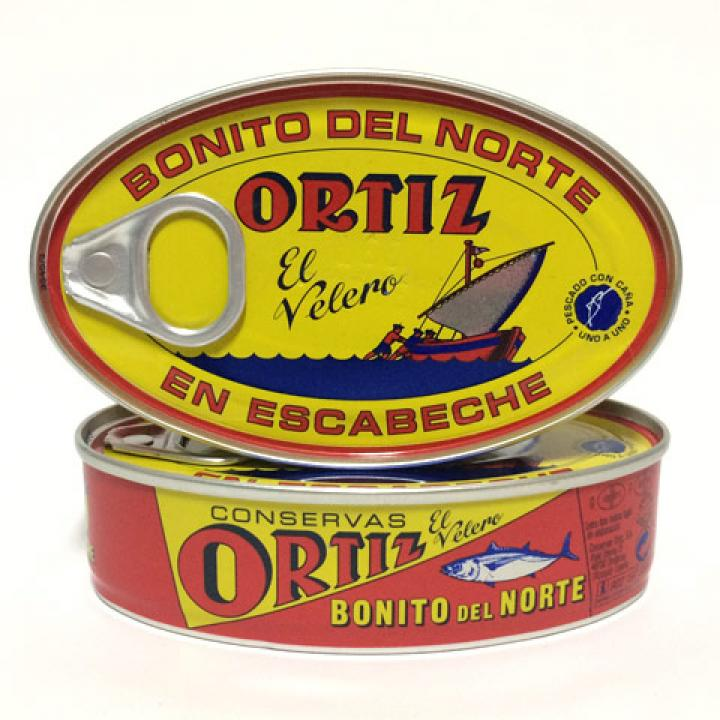 BONITO DEL NORTE
ORTIZ
El
Velero
PESCADO CON CAÑA
UNO A UNO
EN ESCABECHE
CONSERVAS
ORTIZ
El
Velero
BONITO DEL NORTE